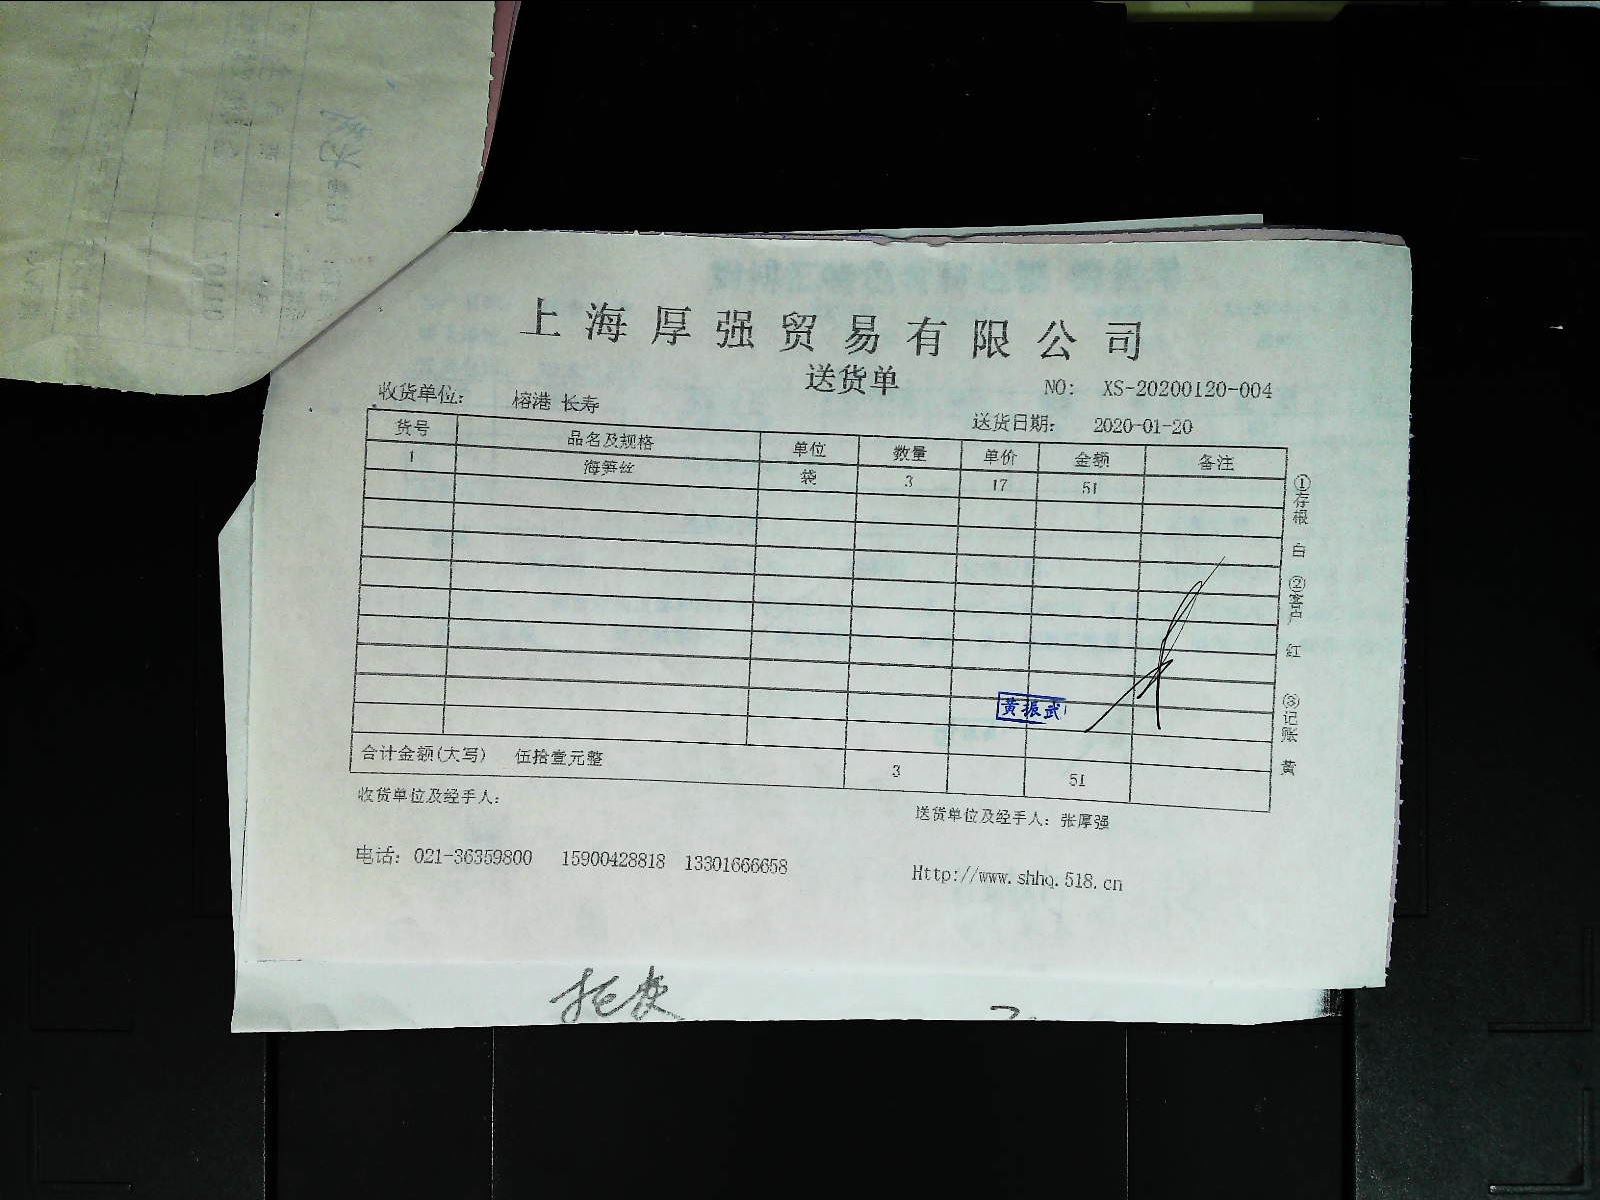 上海厚强贸易有限公司
送货单
NO: XS-20200120-004
收货单位: 榕港 长寿
送货日期: 2020-01-20
货号 品名及规格 单位 数量 单价 金额 备注
1 海笋丝 袋 3 17 51
黄振武
合计金额(大写) 伍拾壹元整 3 51
收货单位及经手人:
送货单位及经手人: 张厚强
电话: 021-36359800 15900428818 13301666658
Http://www.shhq.518.cn
①存根 白 ②客户 红 ③记账 黄